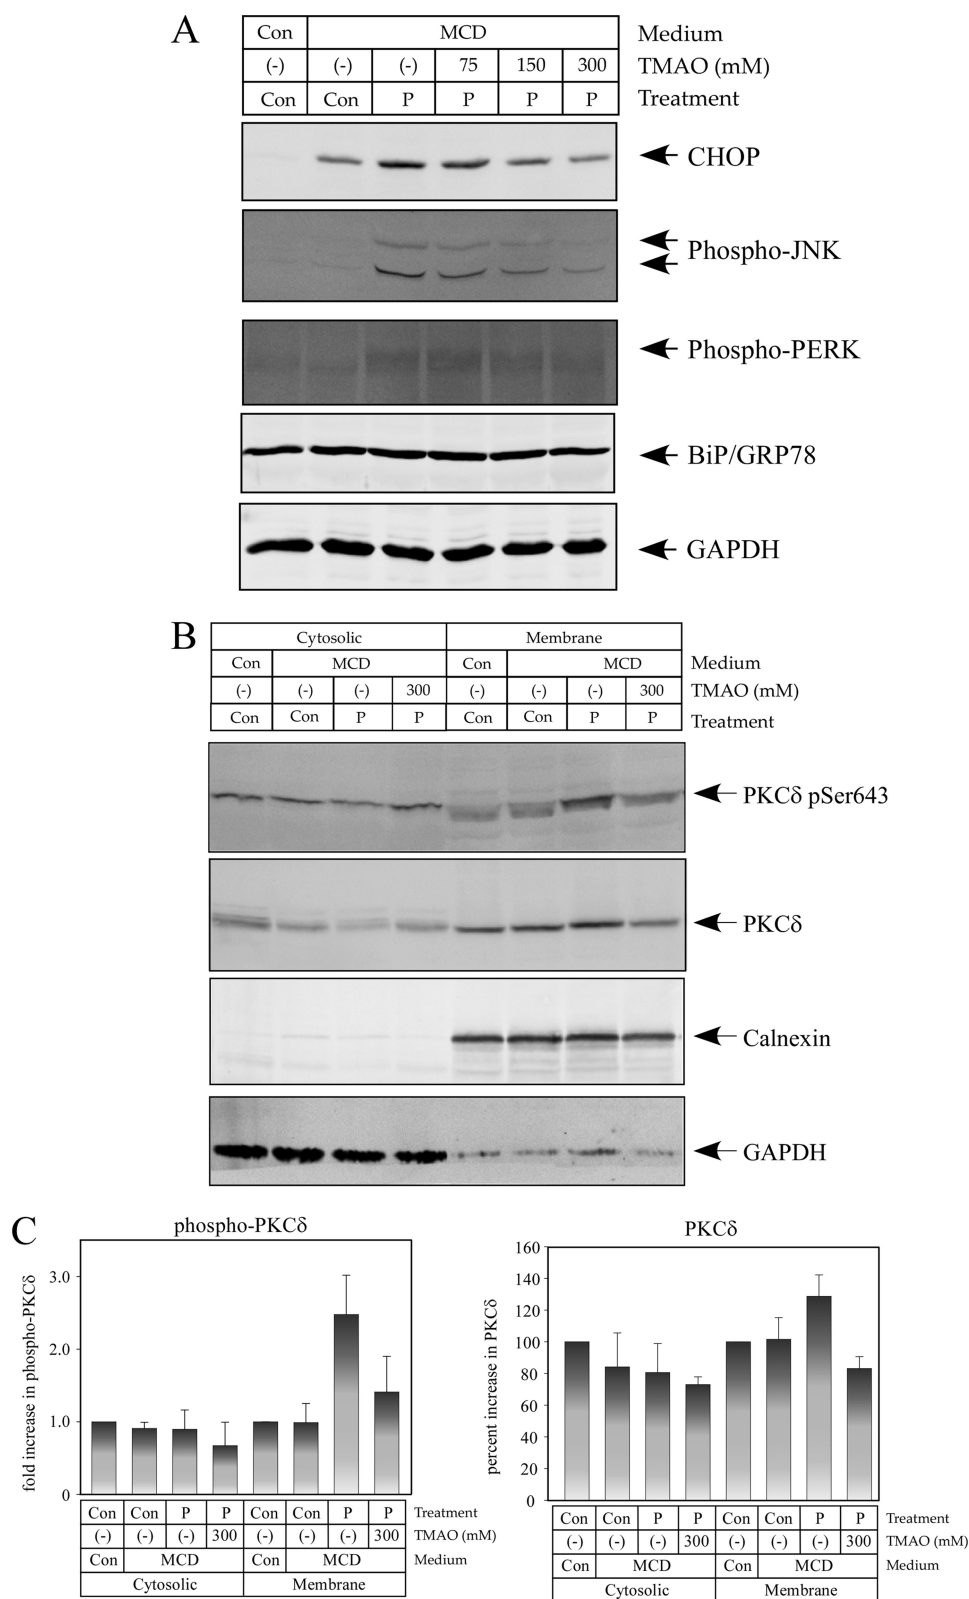 A
Con MCD Medium
(-) (-) (-) 75 150 300 TMAO (mM)
Con Con P P P P Treatment
CHOP
Phospho-JNK
Phospho-PERK
BiP/GRP78
GAPDH
B
Cytosolic Membrane
Con MCD Con MCD Medium
(-) (-) (-) 300 (-) (-) (-) 300 TMAO (mM)
Con Con P P Con Con P P Treatment
PKCδ pSer643
PKCδ
Calnexin
GAPDH
C
phospho-PKCδ
fold increase in phospho-PKCδ
3.0
2.0
1.0
0
Con Con P P Con Con P P Treatment
(-) (-) (-) 300 (-) (-) (-) 300 TMAO (mM)
Con MCD Con MCD Medium
Cytosolic Membrane
PKCδ
percent increase in PKCδ
160
140
120
100
80
60
40
20
0
Con Con P P Con Con P P Treatment
(-) (-) (-) 300 (-) (-) (-) 300 TMAO (mM)
Con MCD Con MCD Medium
Cytosolic Membrane